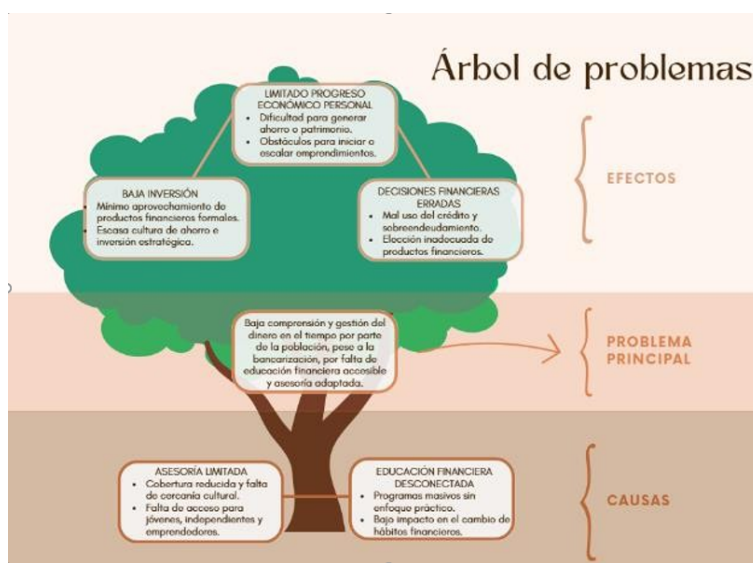 Árbol de problemas
LIMITADO PROGRESO
ECONÓMICO PERSONAL
• Dificultad para generar
ahorro o patrimonio.
• Obstáculos para iniciar o
escalar emprendimientos.
EFECTOS
BAJA INVERSIÓN
• Mínimo aprovechamiento de
productos financieros formales.
• Escasa cultura de ahorro e
inversión estratégica.
DECISIONES FINANCIERAS
ERRADAS
• Mal uso del crédito y
sobreendeudamiento.
• Elección inadecuada de
productos financieros.
Baja comprensión y gestión del
dinero en el tiempo por parte
de la población, pese a la
bancarización, por falta de
educación financiera accesible
y asesoría adaptada.
PROBLEMA
PRINCIPAL
ASESORÍA LIMITADA
• Cobertura reducida y falta
de cercanía cultural.
• Falta de acceso para
jóvenes, independientes y
emprendedores.
EDUCACIÓN FINANCIERA
DESCONECTADA
• Programas masivos sin
enfoque práctico.
• Bajo impacto en el cambio de
hábitos financieros.
CAUSAS